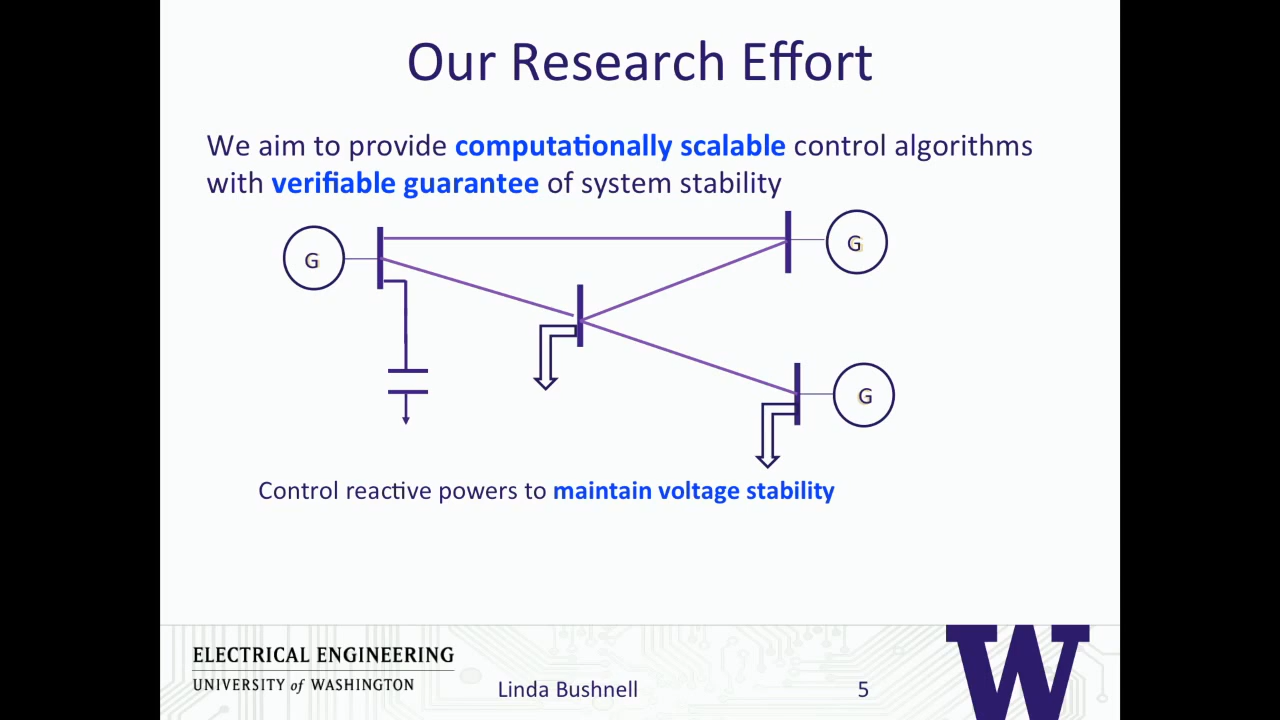 Our Research Effort
We aim to provide computationally scalable control algorithms
with verifiable guarantee of system stability
G
G
G
Control reactive powers to maintain voltage stability
ELECTRICAL ENGINEERING
UNIVERSITY of WASHINGTON
Linda Bushnell
5
W